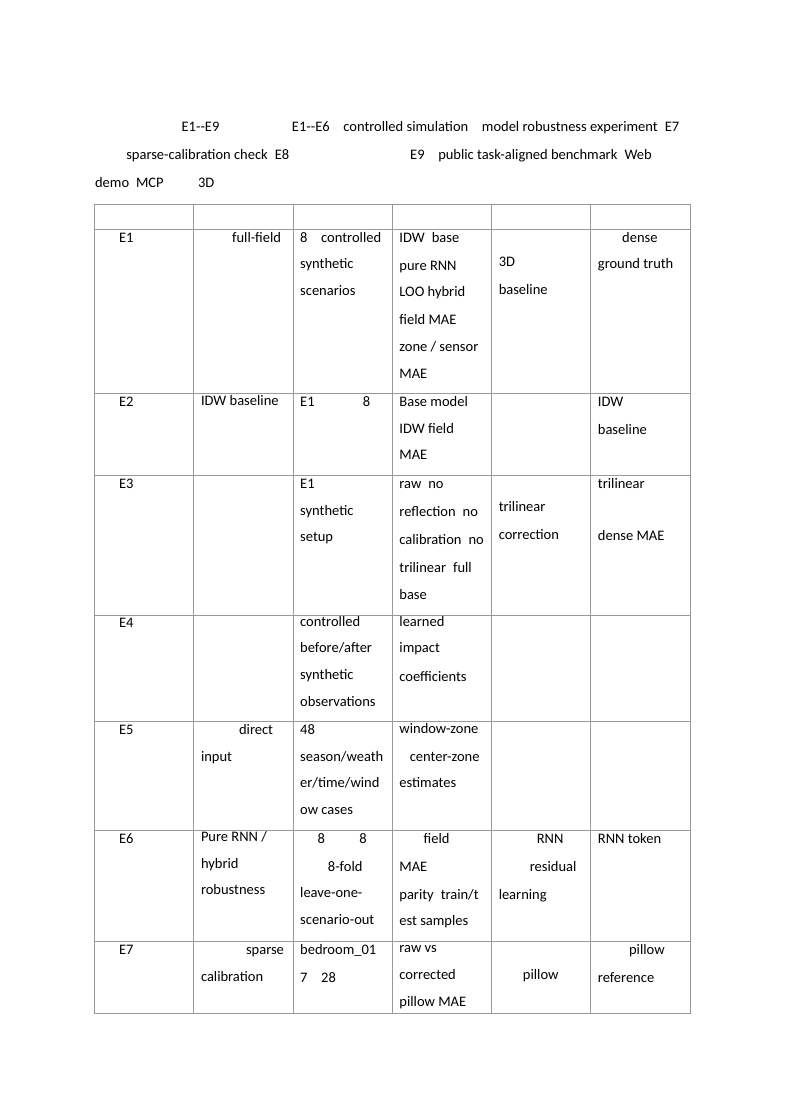 E1--E9 E1--E6 controlled simulation model robustness experiment E7
sparse-calibration check E8 E9 public task-aligned benchmark Web
demo MCP 3D
E1 full-field 8 controlled synthetic scenarios IDW base pure RNN LOO hybrid field MAE zone / sensor MAE 3D baseline dense ground truth
E2 IDW baseline E1 8 Base model IDW field MAE IDW baseline
E3 E1 synthetic setup raw no reflection no calibration no trilinear full base trilinear correction trilinear dense MAE
E4 controlled before/after synthetic observations learned impact coefficients
E5 direct input 48 season/weather/time/window cases window-zone center-zone estimates
E6 Pure RNN / hybrid robustness 8 8 8-fold leave-one-scenario-out field MAE parity train/test samples RNN residual learning RNN token
E7 sparse calibration bedroom_01 7 28 raw vs corrected pillow MAE pillow pillow reference